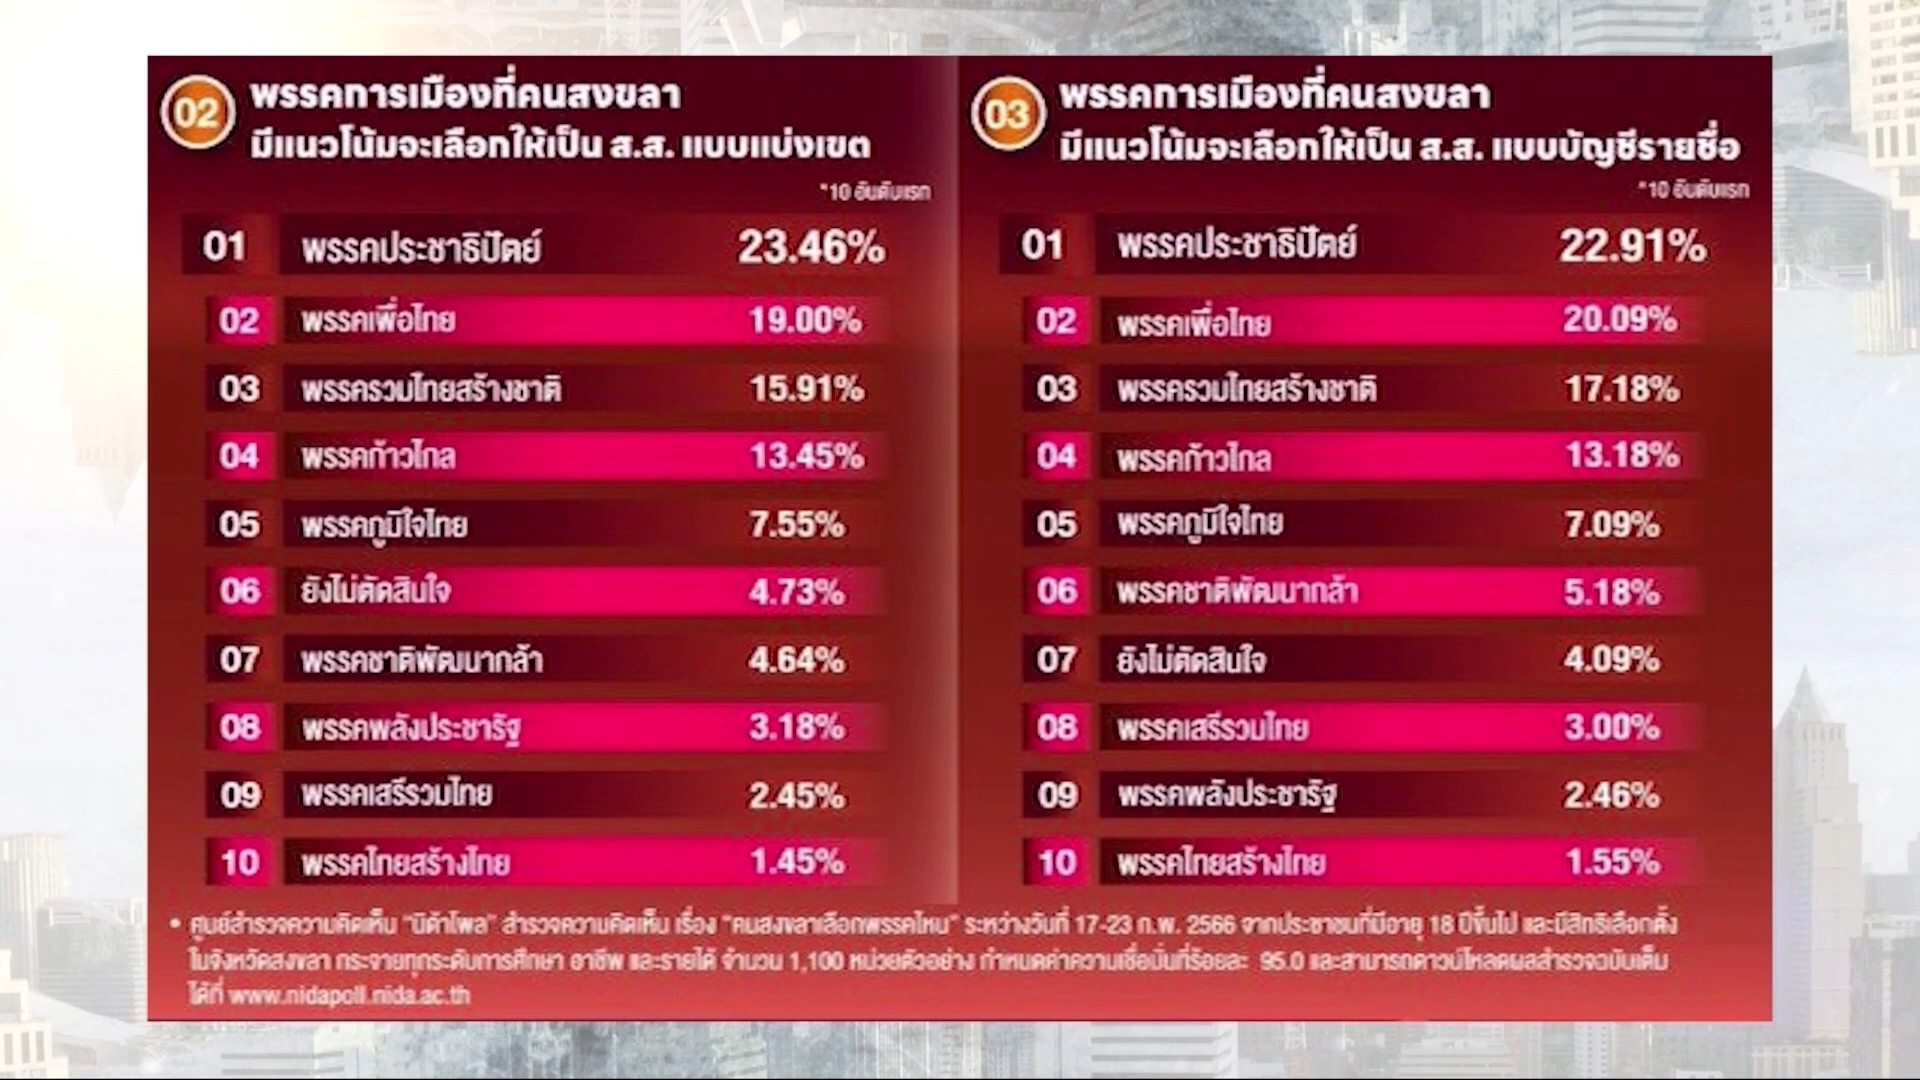 02
พรรคการเมืองที่คนสงขลา
มีแนวโน้มจะเลือกให้เป็น ส.ส. แบบแบ่งเขต
*10 อันดับแรก
01 พรรคประชาธิปัตย์ 23.46%
02 พรรคเพื่อไทย 19.00%
03 พรรครวมไทยสร้างชาติ 15.91%
04 พรรคก้าวไกล 13.45%
05 พรรคภูมิใจไทย 7.55%
06 ยังไม่ตัดสินใจ 4.73%
07 พรรคชาติพัฒนากล้า 4.64%
08 พรรคพลังประชารัฐ 3.18%
09 พรรคเสรีรวมไทย 2.45%
10 พรรคไทยสร้างไทย 1.45%
03
พรรคการเมืองที่คนสงขลา
มีแนวโน้มจะเลือกให้เป็น ส.ส. แบบบัญชีรายชื่อ
*10 อันดับแรก
01 พรรคประชาธิปัตย์ 22.91%
02 พรรคเพื่อไทย 20.09%
03 พรรครวมไทยสร้างชาติ 17.18%
04 พรรคก้าวไกล 13.18%
05 พรรคภูมิใจไทย 7.09%
06 พรรคชาติพัฒนากล้า 5.18%
07 ยังไม่ตัดสินใจ 4.09%
08 พรรคเสรีรวมไทย 3.00%
09 พรรคพลังประชารัฐ 2.46%
10 พรรคไทยสร้างไทย 1.55%
• ศูนย์สำรวจความคิดเห็น "นิด้าโพล" สำรวจความคิดเห็น เรื่อง "คนสงขลาเลือกพรรคไหน" ระหว่างวันที่ 17-23 ก.พ. 2566 จากประชาชนที่มีอายุ 18 ปีขึ้นไป และมีสิทธิเลือกตั้ง
ในจังหวัดสงขลา กระจายทุกระดับการศึกษา อาชีพ และรายได้ จำนวน 1,100 หน่วยตัวอย่าง กำหนดค่าความเชื่อมั่นที่ร้อยละ 95.0 และสามารถดาวน์โหลดผลสำรวจฉบับเต็ม
ได้ที่ www.nidapoll.nida.ac.th